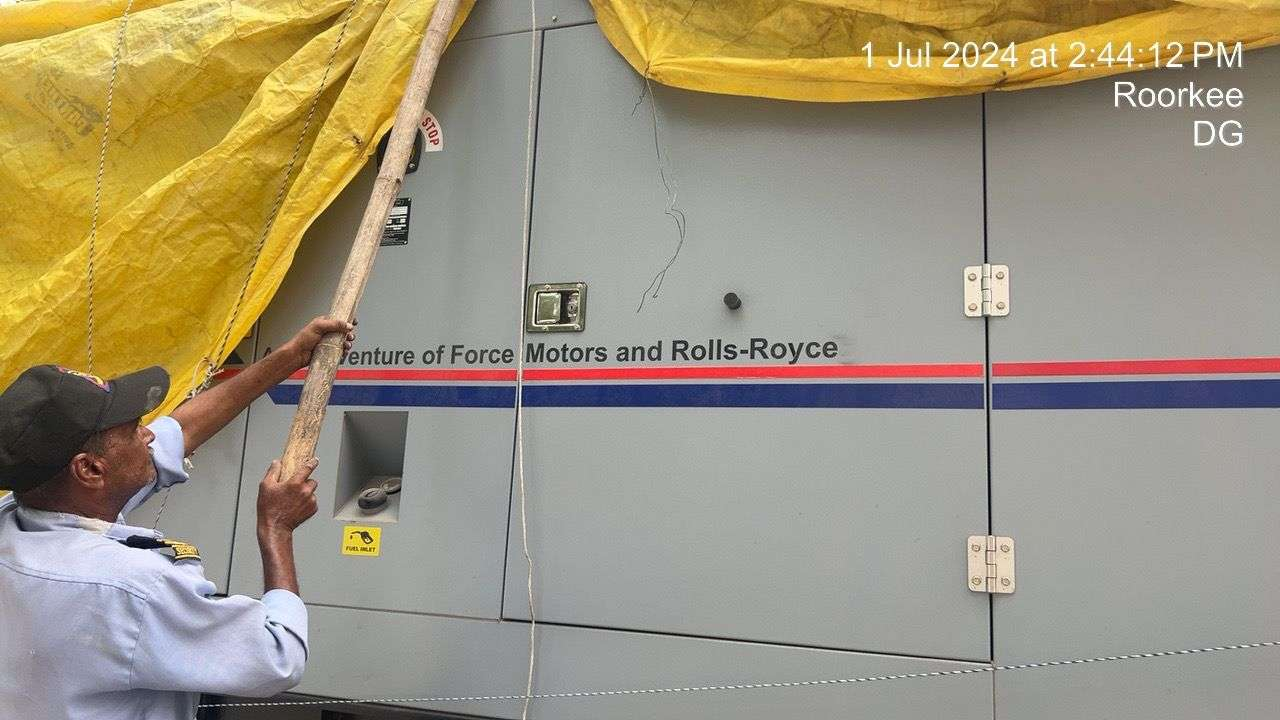 1 Jul 2024 at 2:44:12 PM
Roorkee
DG
STOP
A venture of Force Motors and Rolls-Royce
FUEL INLET
SECURITY